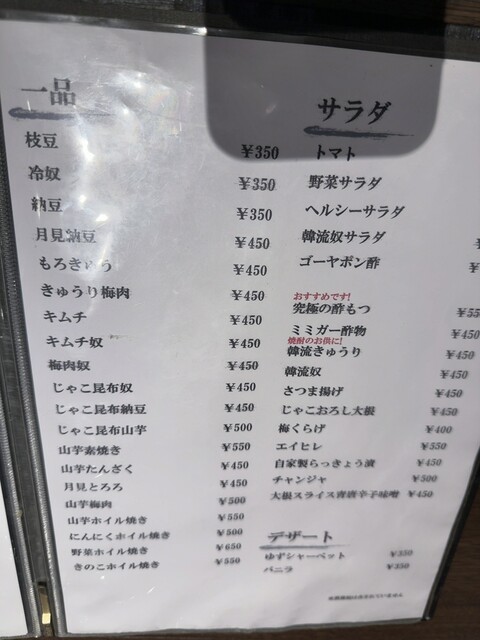 一品
枝豆 ¥350
冷奴 ¥350
納豆 ¥350
月見納豆 ¥450
もろきゅう ¥450
きゅうり梅肉 ¥450
キムチ ¥450
キムチ奴 ¥450
梅肉奴 ¥450
じゃこ昆布奴 ¥450
じゃこ昆布納豆 ¥450
じゃこ昆布山芋 ¥500
山芋素焼き ¥550
山芋たんざく ¥450
月見とろろ ¥450
山芋梅肉 ¥500
山芋ホイル焼き ¥550
にんにくホイル焼き ¥500
野菜ホイル焼き ¥650
きのこホイル焼き ¥550
サラダ
トマト
野菜サラダ
ヘルシーサラダ
韓流奴サラダ ¥
ゴーヤポン酢 ¥
おすすめです!
究極の酢もつ ¥55
ミミガー酢物 ¥450
焼酎のお供に!
韓流きゅうり ¥450
韓流奴 ¥450
さつま揚げ ¥450
じゃこおろし大根 ¥450
梅くらげ ¥400
エイヒレ ¥550
自家製らっきょう漬 ¥450
チャンジャ ¥500
大根スライス青唐辛子味噌 ¥450
デザート
ゆずシャーベット ¥350
バニラ ¥350